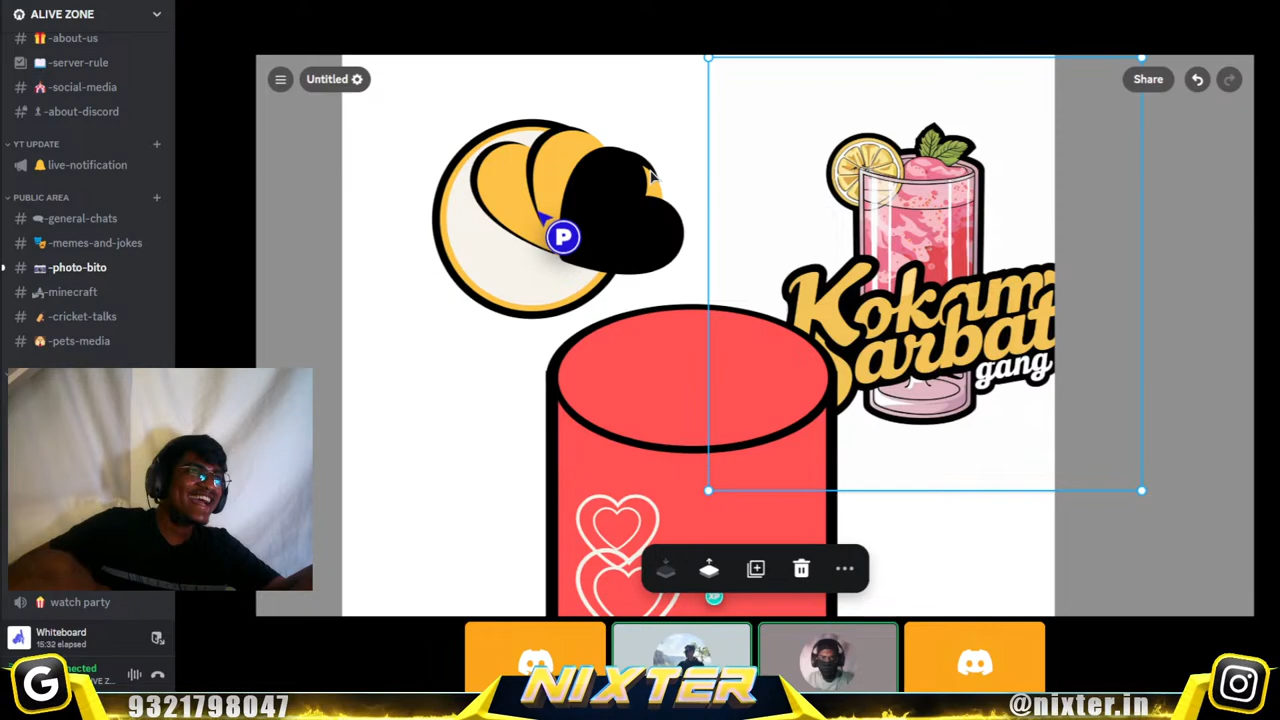 ALIVE ZONE
-about-us
-server-rule
-social-media
-about-discord
YT UPDATE
live-notification
PUBLIC AREA
-general-chats
-memes-and-jokes
-photo-bito
-minecraft
-cricket-talks
-pets-media
watch party
Whiteboard
15:32 elapsed
Untitled
Share
P
Kokam
arbat
gang
XP
NIXTER
G
9321798047
@nixter.in